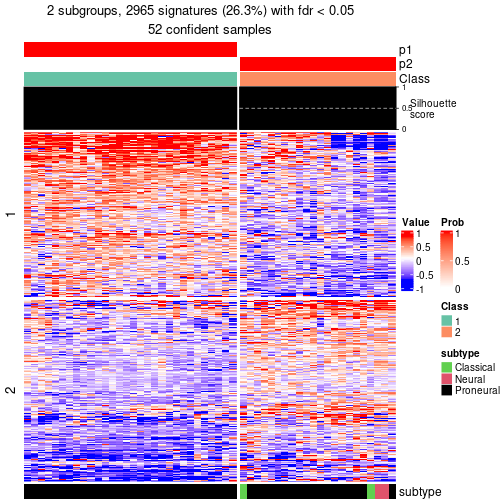 2 subgroups, 2965 signatures (26.3%) with fdr < 0.05
52 confident samples
p1
p2
Class
1
0.5
0
Silhouette
score
1
2
Value
1
0.5
0
-0.5
-1
Prob
1
0.5
0
Class
1
2
subtype
Classical
Neural
Proneural
subtype